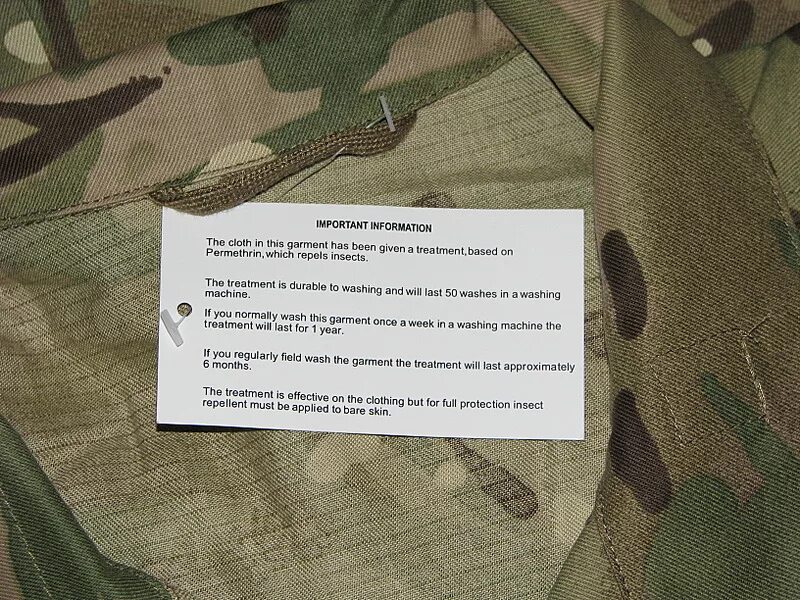 IMPORTANT INFORMATION
The cloth in this garment has been given a treatment,based on
Permethrin,which repels insects.
The treatment is durable to washing and will last 50 washes in a washing
machine.
If you normally wash this garment once a week in a washing machine the
treatment will last for 1 year.
If you regularly field wash the garment the treatment will last approximately
6 months.
The treatment is effective on the clothing but for full protection insect
repellent must be applied to bare skin.